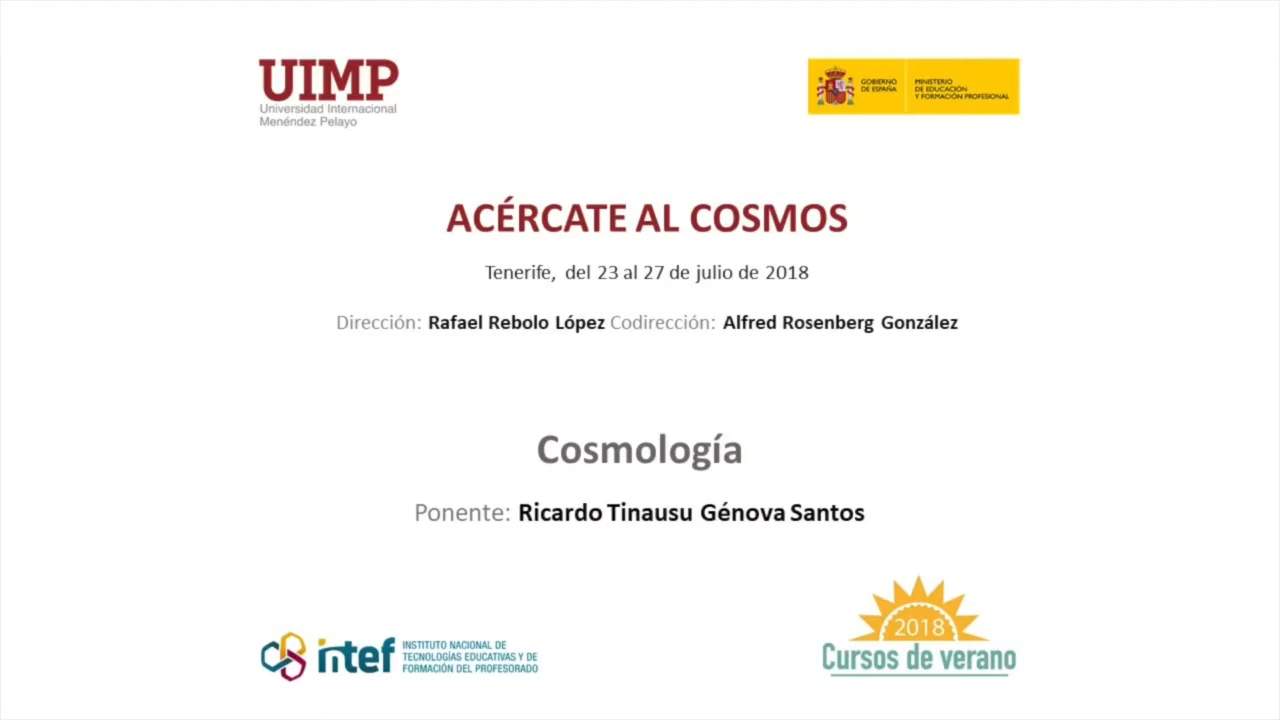 UIMP
Universidad Internacional
Menéndez Pelayo
GOBIERNO
DE ESPAÑA
MINISTERIO
DE EDUCACIÓN
Y FORMACIÓN PROFESIONAL
ACÉRCATE AL COSMOS
Tenerife, del 23 al 27 de julio de 2018
Dirección: Rafael Rebolo López Codirección: Alfred Rosenberg González
Cosmología
Ponente: Ricardo Tinausu Génova Santos
intef
INSTITUTO NACIONAL DE
TECNOLOGÍAS EDUCATIVAS Y DE
FORMACIÓN DEL PROFESORADO
2018
Cursos de verano